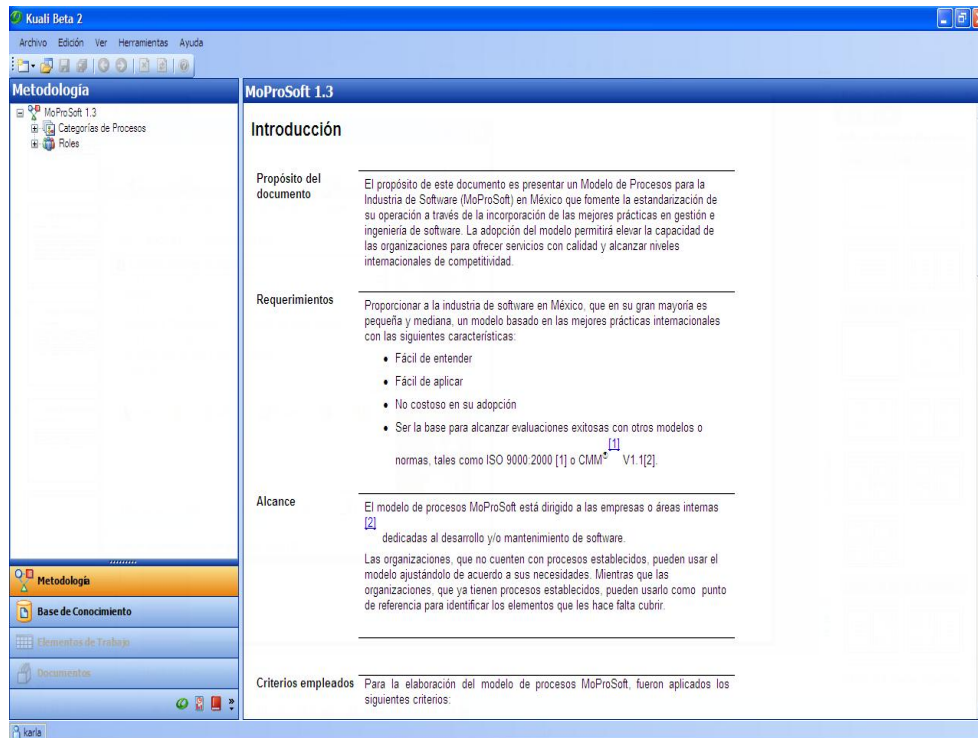 Kuali Beta 2
Archivo Edición Ver Herramientas Ayuda
Metodología
MoProSoft 1.3
Categorías de Procesos
Roles
Metodología
Base de Conocimiento
Elementos de Trabajo
Documentos
karla
MoProSoft 1.3
Introducción
Propósito del
documento
El propósito de este documento es presentar un Modelo de Procesos para la
Industria de Software (MoProSoft) en México que fomente la estandarización de
su operación a través de la incorporación de las mejores prácticas en gestión e
ingeniería de software. La adopción del modelo permitirá elevar la capacidad de
las organizaciones para ofrecer servicios con calidad y alcanzar niveles
internacionales de competitividad.
Requerimientos
Proporcionar a la industria de software en México, que en su gran mayoría es
pequeña y mediana, un modelo basado en las mejores prácticas internacionales
con las siguientes características:
• Fácil de entender
• Fácil de aplicar
• No costoso en su adopción
• Ser la base para alcanzar evaluaciones exitosas con otros modelos o
[1]
normas, tales como ISO 9000:2000 [1] o CMM® V1.1[2].
Alcance
El modelo de procesos MoProSoft está dirigido a las empresas o áreas internas
[2]
dedicadas al desarrollo y/o mantenimiento de software.
Las organizaciones, que no cuenten con procesos establecidos, pueden usar el
modelo ajustándolo de acuerdo a sus necesidades. Mientras que las
organizaciones, que ya tienen procesos establecidos, pueden usarlo como punto
de referencia para identificar los elementos que les hace falta cubrir.
Criterios empleados
Para la elaboración del modelo de procesos MoProSoft, fueron aplicados los
siguientes criterios: